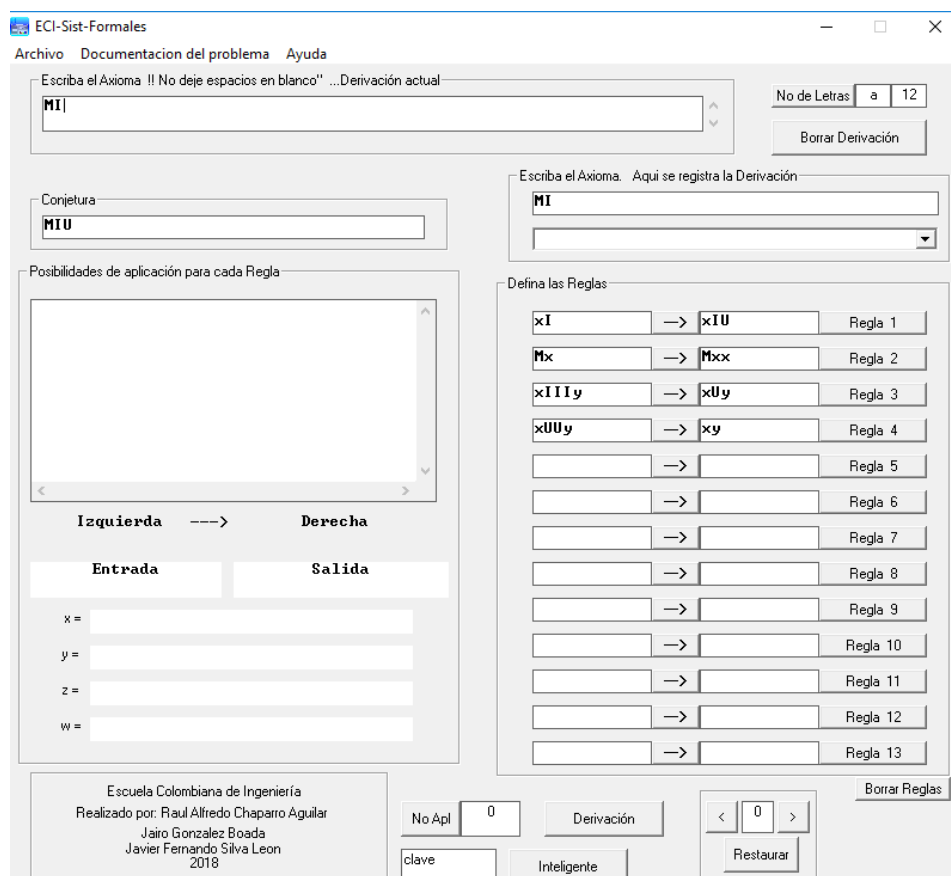 ECI-Sist-Formales
Archivo Documentacion del problema Ayuda
Escriba el Axioma !! No deje espacios en blanco" ...Derivación actual
MI
No de Letras a 12
Borrar Derivación
Escriba el Axioma. Aqui se registra la Derivación
MI
Conjetura
MIU
Posibilidades de aplicación para cada Regla
Izquierda ---> Derecha
Entrada Salida
x =
y =
z =
w =
Defina las Reglas
xI —> xIU Regla 1
Mx —> Mxx Regla 2
xIIIy —> xUy Regla 3
xUUy —> xy Regla 4
—> Regla 5
—> Regla 6
—> Regla 7
—> Regla 8
—> Regla 9
—> Regla 10
—> Regla 11
—> Regla 12
—> Regla 13
Borrar Reglas
Escuela Colombiana de Ingeniería
Realizado por: Raul Alfredo Chaparro Aguilar
Jairo Gonzalez Boada
Javier Fernando Silva Leon
2018
No Apl 0 Derivación
clave Inteligente
< 0 >
Restaurar